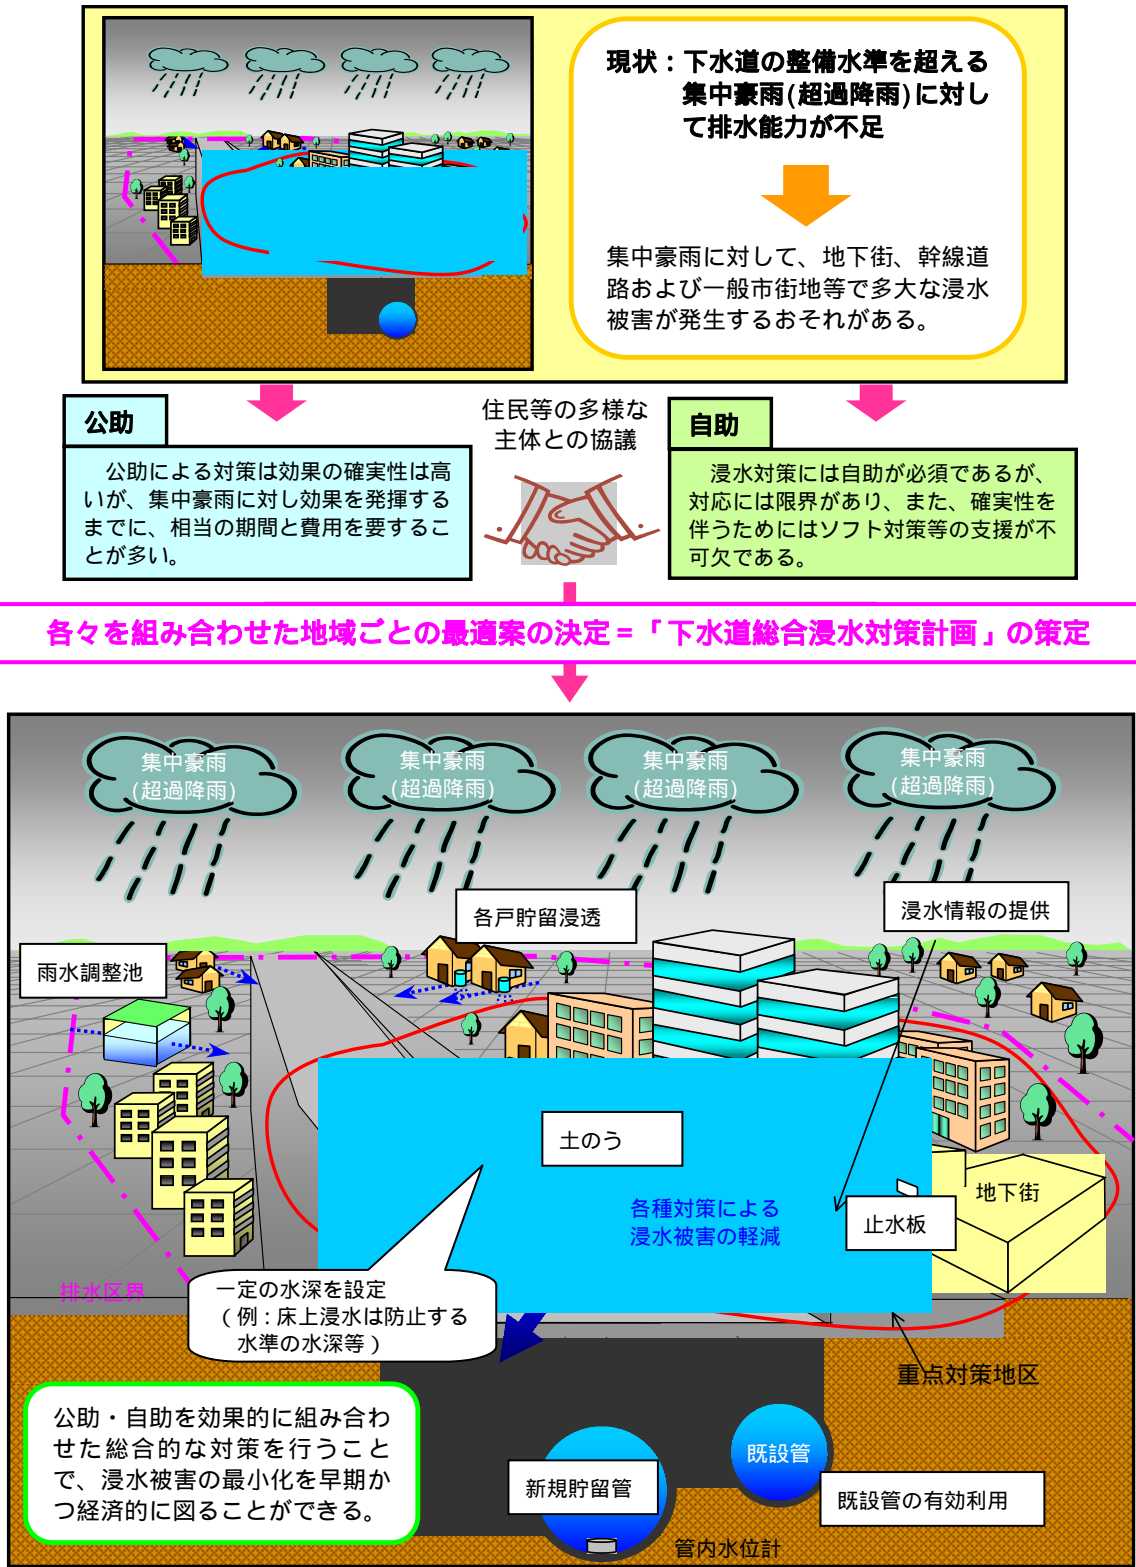 現状：下水道の整備水準を超える
集中豪雨(超過降雨)に対し
て排水能力が不足
集中豪雨に対して、地下街、幹線道
路および一般市街地等で多大な浸水
被害が発生するおそれがある。
公助
公助による対策は効果の確実性は高
いが、集中豪雨に対し効果を発揮する
までに、相当の期間と費用を要するこ
とが多い。
住民等の多様な
主体との協議
自助
浸水対策には自助が必須であるが、
対応には限界があり、また、確実性を
伴うためにはソフト対策等の支援が不
可欠である。
各々を組み合わせた地域ごとの最適案の決定＝「下水道総合浸水対策計画」の策定
集中豪雨
(超過降雨)
集中豪雨
(超過降雨)
集中豪雨
(超過降雨)
集中豪雨
(超過降雨)
各戸貯留浸透
浸水情報の提供
雨水調整池
土のう
各種対策による
浸水被害の軽減
地下街
止水板
排水区界
一定の水深を設定
（例：床上浸水は防止する
水準の水深等）
重点対策地区
公助・自助を効果的に組み合わ
せた総合的な対策を行うこと
で、浸水被害の最小化を早期か
つ経済的に図ることができる。
既設管
新規貯留管
既設管の有効利用
管内水位計